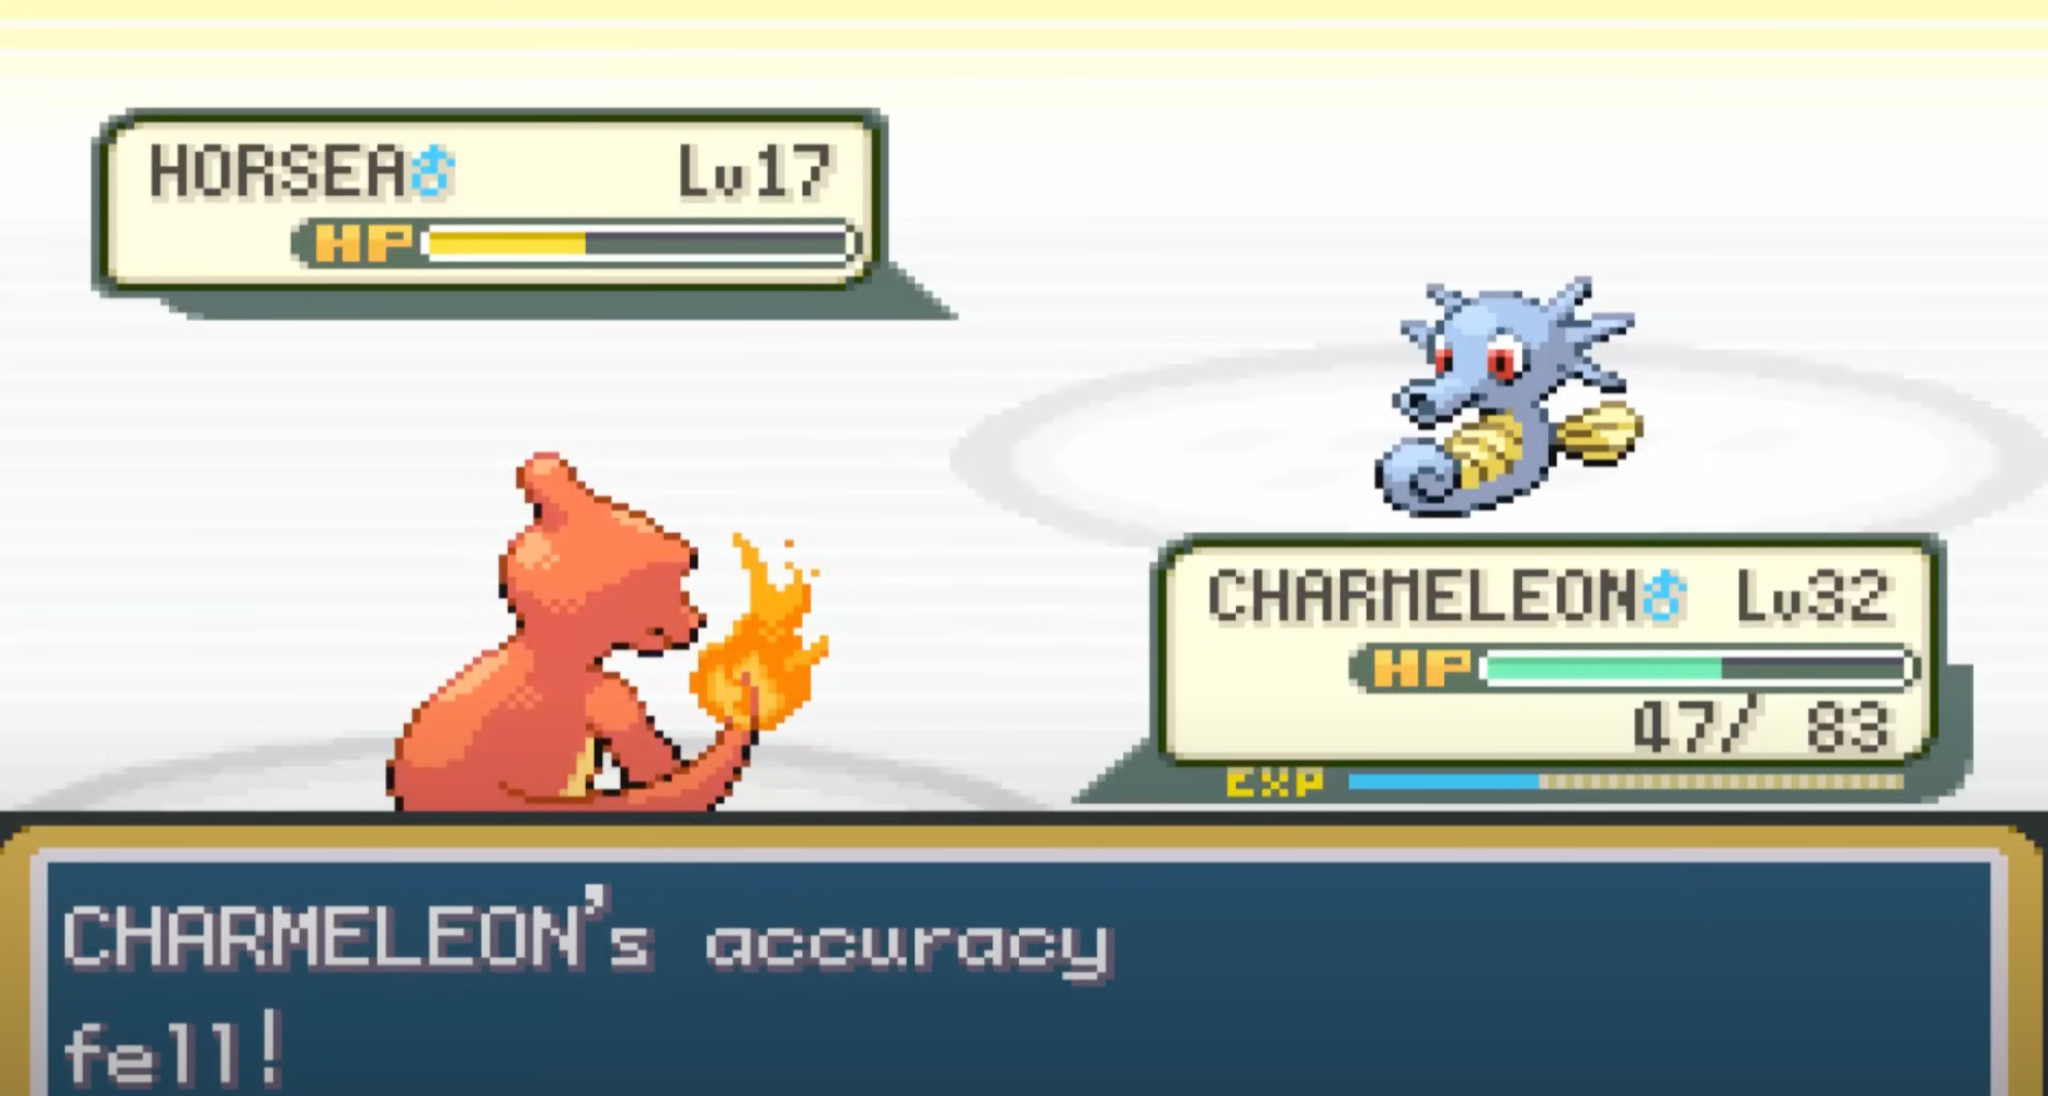 HORSEA♂ Lv17
HP
CHARMELEON♂ Lv32
HP
47/ 83
EXP
CHARMELEON's accuracy
fell!